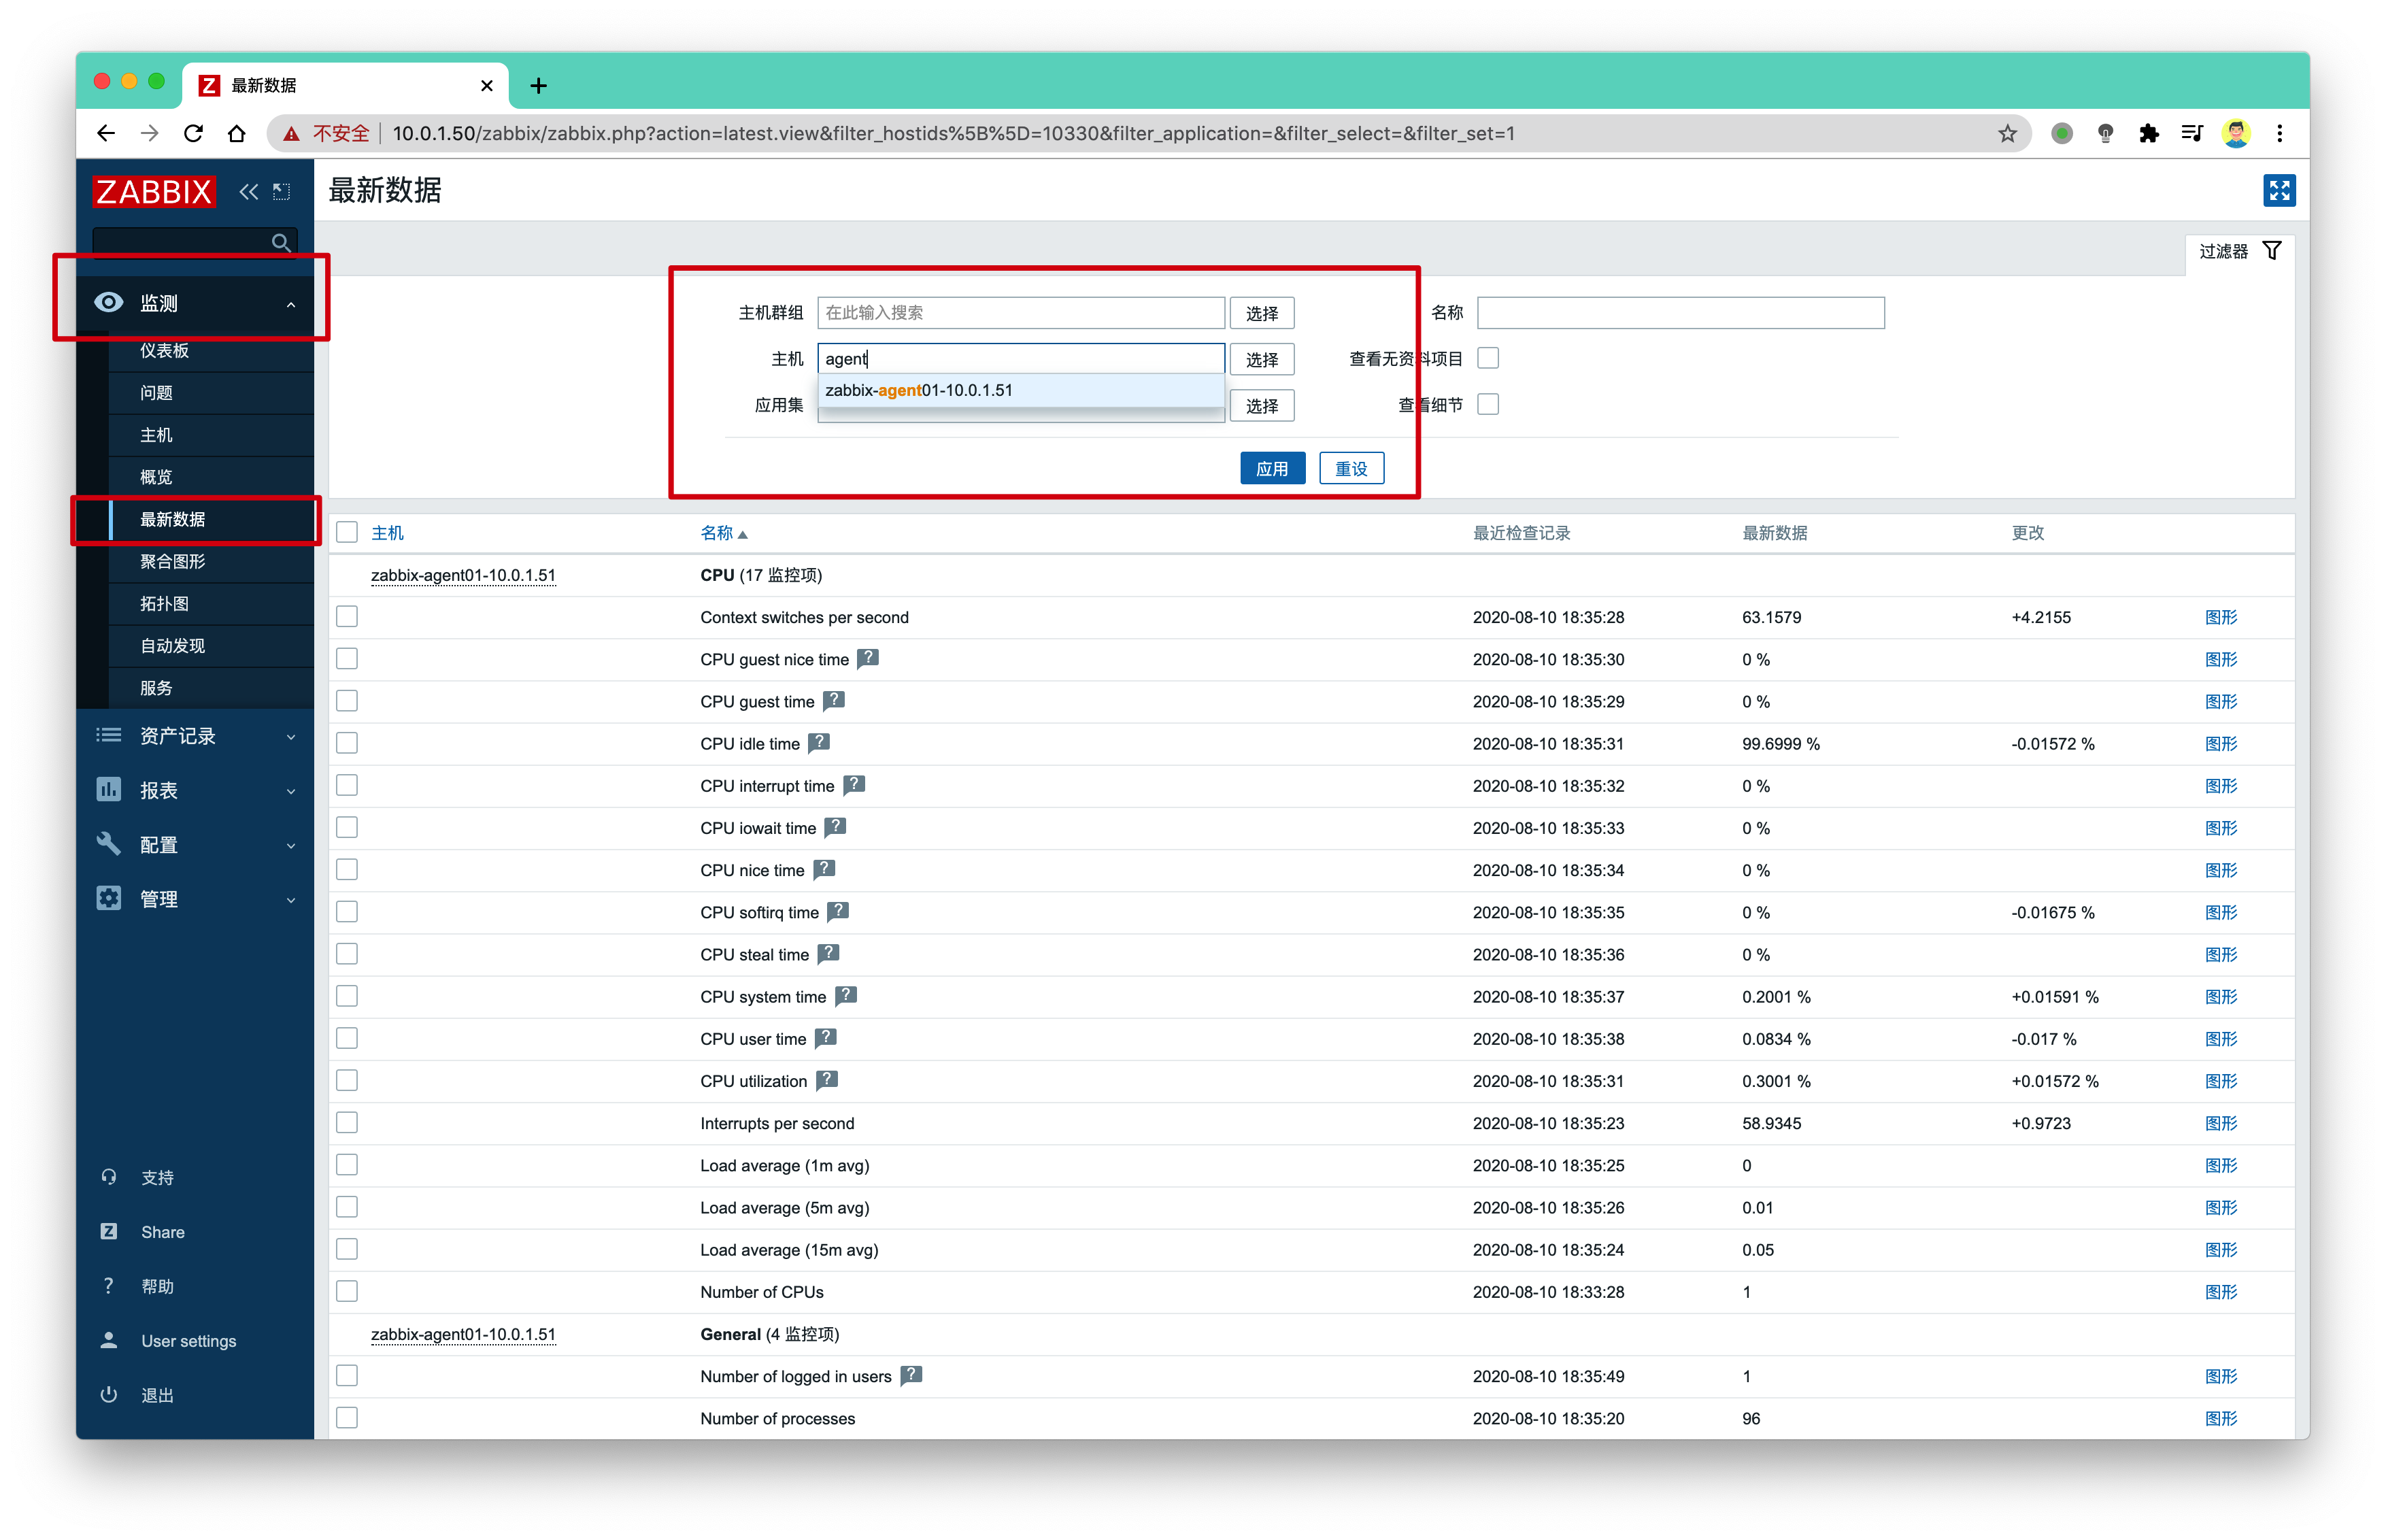 最新数据
不安全 10.0.1.50/zabbix/zabbix.php?action=latest.view&filter_hostids%5B%5D=10330&filter_application=&filter_select=&filter_set=1
ZABBIX
监测
仪表板
问题
主机
概览
最新数据
聚合图形
拓扑图
自动发现
服务
资产记录
报表
配置
管理
支持
Share
帮助
User settings
退出
最新数据
过滤器
主机群组 在此输入搜索 选择 名称
主机 agent 选择 查看无资料项目
zabbix-agent01-10.0.1.51
应用集 选择 查看细节
应用 重设
主机 名称 最近检查记录 最新数据 更改
zabbix-agent01-10.0.1.51 CPU (17 监控项)
Context switches per second 2020-08-10 18:35:28 63.1579 +4.2155 图形
CPU guest nice time ? 2020-08-10 18:35:30 0 % 图形
CPU guest time ? 2020-08-10 18:35:29 0 % 图形
CPU idle time ? 2020-08-10 18:35:31 99.6999 % -0.01572 % 图形
CPU interrupt time ? 2020-08-10 18:35:32 0 % 图形
CPU iowait time ? 2020-08-10 18:35:33 0 % 图形
CPU nice time ? 2020-08-10 18:35:34 0 % 图形
CPU softirq time ? 2020-08-10 18:35:35 0 % -0.01675 % 图形
CPU steal time ? 2020-08-10 18:35:36 0 % 图形
CPU system time ? 2020-08-10 18:35:37 0.2001 % +0.01591 % 图形
CPU user time ? 2020-08-10 18:35:38 0.0834 % -0.017 % 图形
CPU utilization ? 2020-08-10 18:35:31 0.3001 % +0.01572 % 图形
Interrupts per second 2020-08-10 18:35:23 58.9345 +0.9723 图形
Load average (1m avg) 2020-08-10 18:35:25 0 图形
Load average (5m avg) 2020-08-10 18:35:26 0.01 图形
Load average (15m avg) 2020-08-10 18:35:24 0.05 图形
Number of CPUs 2020-08-10 18:33:28 1 图形
zabbix-agent01-10.0.1.51 General (4 监控项)
Number of logged in users ? 2020-08-10 18:35:49 1 图形
Number of processes 2020-08-10 18:35:20 96 图形